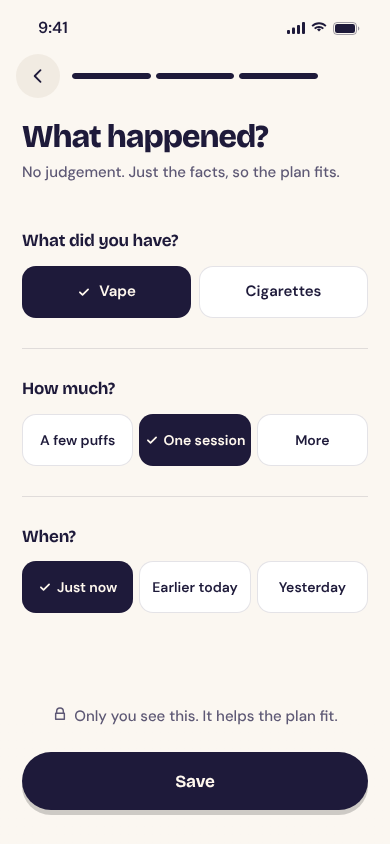 9:41
What happened?
No judgement. Just the facts, so the plan fits.
What did you have?
Vape
Cigarettes
How much?
A few puffs
One session
More
When?
Just now
Earlier today
Yesterday
Only you see this. It helps the plan fit.
Save